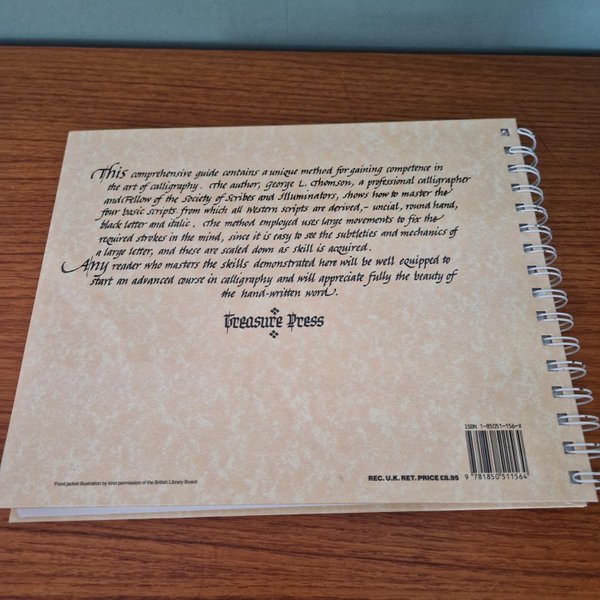 This comprehensive guide contains a unique method for gaining competence in
the art of calligraphy. The author, George L. Thomson, a professional calligrapher
and Fellow of the Society of Scribes and Illuminators, shows how to master the
four basic scripts from which all Western scripts are derived, - uncial, round hand,
black letter and italic. The method employed uses large movements to fix the
required strokes in the mind, since it is easy to see the subtleties and mechanics of
a large letter, and these are scaled down as skill is acquired.
Any reader who masters the skills demonstrated here will be well equipped to
start an advanced course in calligraphy and will appreciate fully the beauty of
the hand-written word.
Treasure Press
ISBN 1-85051-156-X
Front jacket illustration by kind permission of the British Library Board
REC. U.K. RET. PRICE £8.95
9 781850 511564